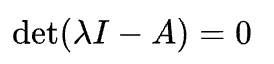 det(λI − A) = 0